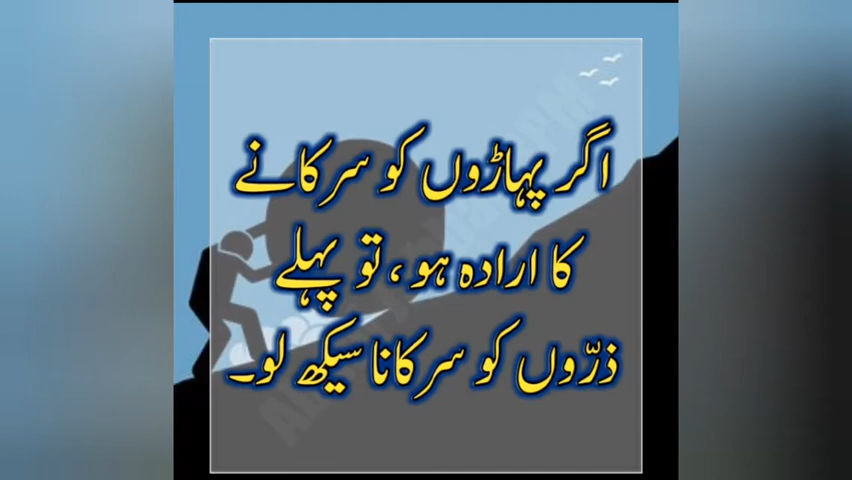 اگر پہاڑوں کو سرکانے
کا ارادہ ہو، تو پہلے
ذرّوں کو سرکانا سیکھ لو۔